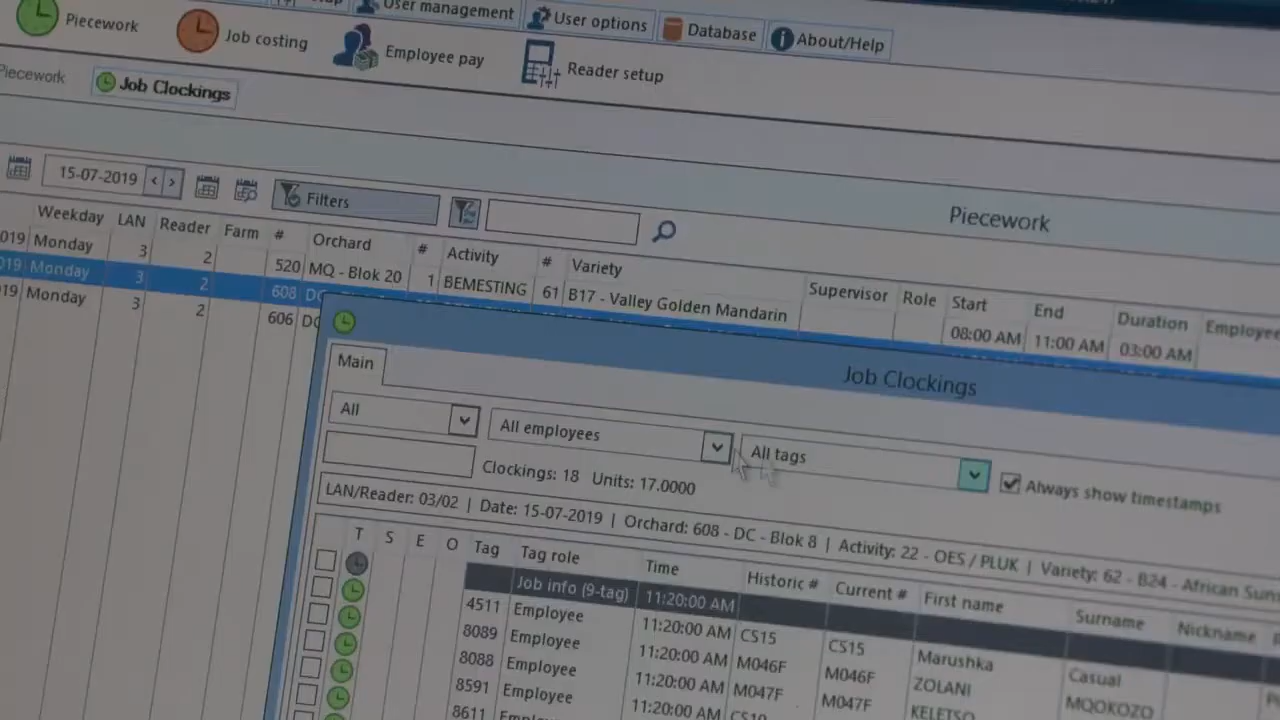 User management
User options
Database
About/Help
Piecework
Job costing
Employee pay
Reader setup
Piecework
Job Clockings
15-07-2019
< >
Filters
Piecework
Weekday LAN Reader Farm # Orchard # Activity # Variety Supervisor Role Start End Duration
019 Monday 3 2 520 MQ - Blok 20 1 BEMESTING 61 B17 - Valley Golden Mandarin 08:00 AM 11:00 AM 03:00 AM
019 Monday 3 2 608
019 Monday 3 2 606
Job Clockings
Main
All
All employees
All tags
Always show timestamps
Clockings: 18 Units: 17.0000
LAN/Reader: 03/02 | Date: 15-07-2019 | Orchard: 608 - DC - Blok 8 | Activity: 22 - OES / PLUK | Variety: 62 - B24 - African
T S E O Tag Tag role Time Historic # Current # First name Surname Nickname
Job info (9-tag) 11:20:00 AM
4511 Employee 11:20:00 AM CS15 CS15 Marushka Casual
8089 Employee 11:20:00 AM M046F M046F ZOLANI MQOKOZO
8088 Employee 11:20:00 AM M047F M047F KELETSO
8591 Employee 11:20:00 AM
8611